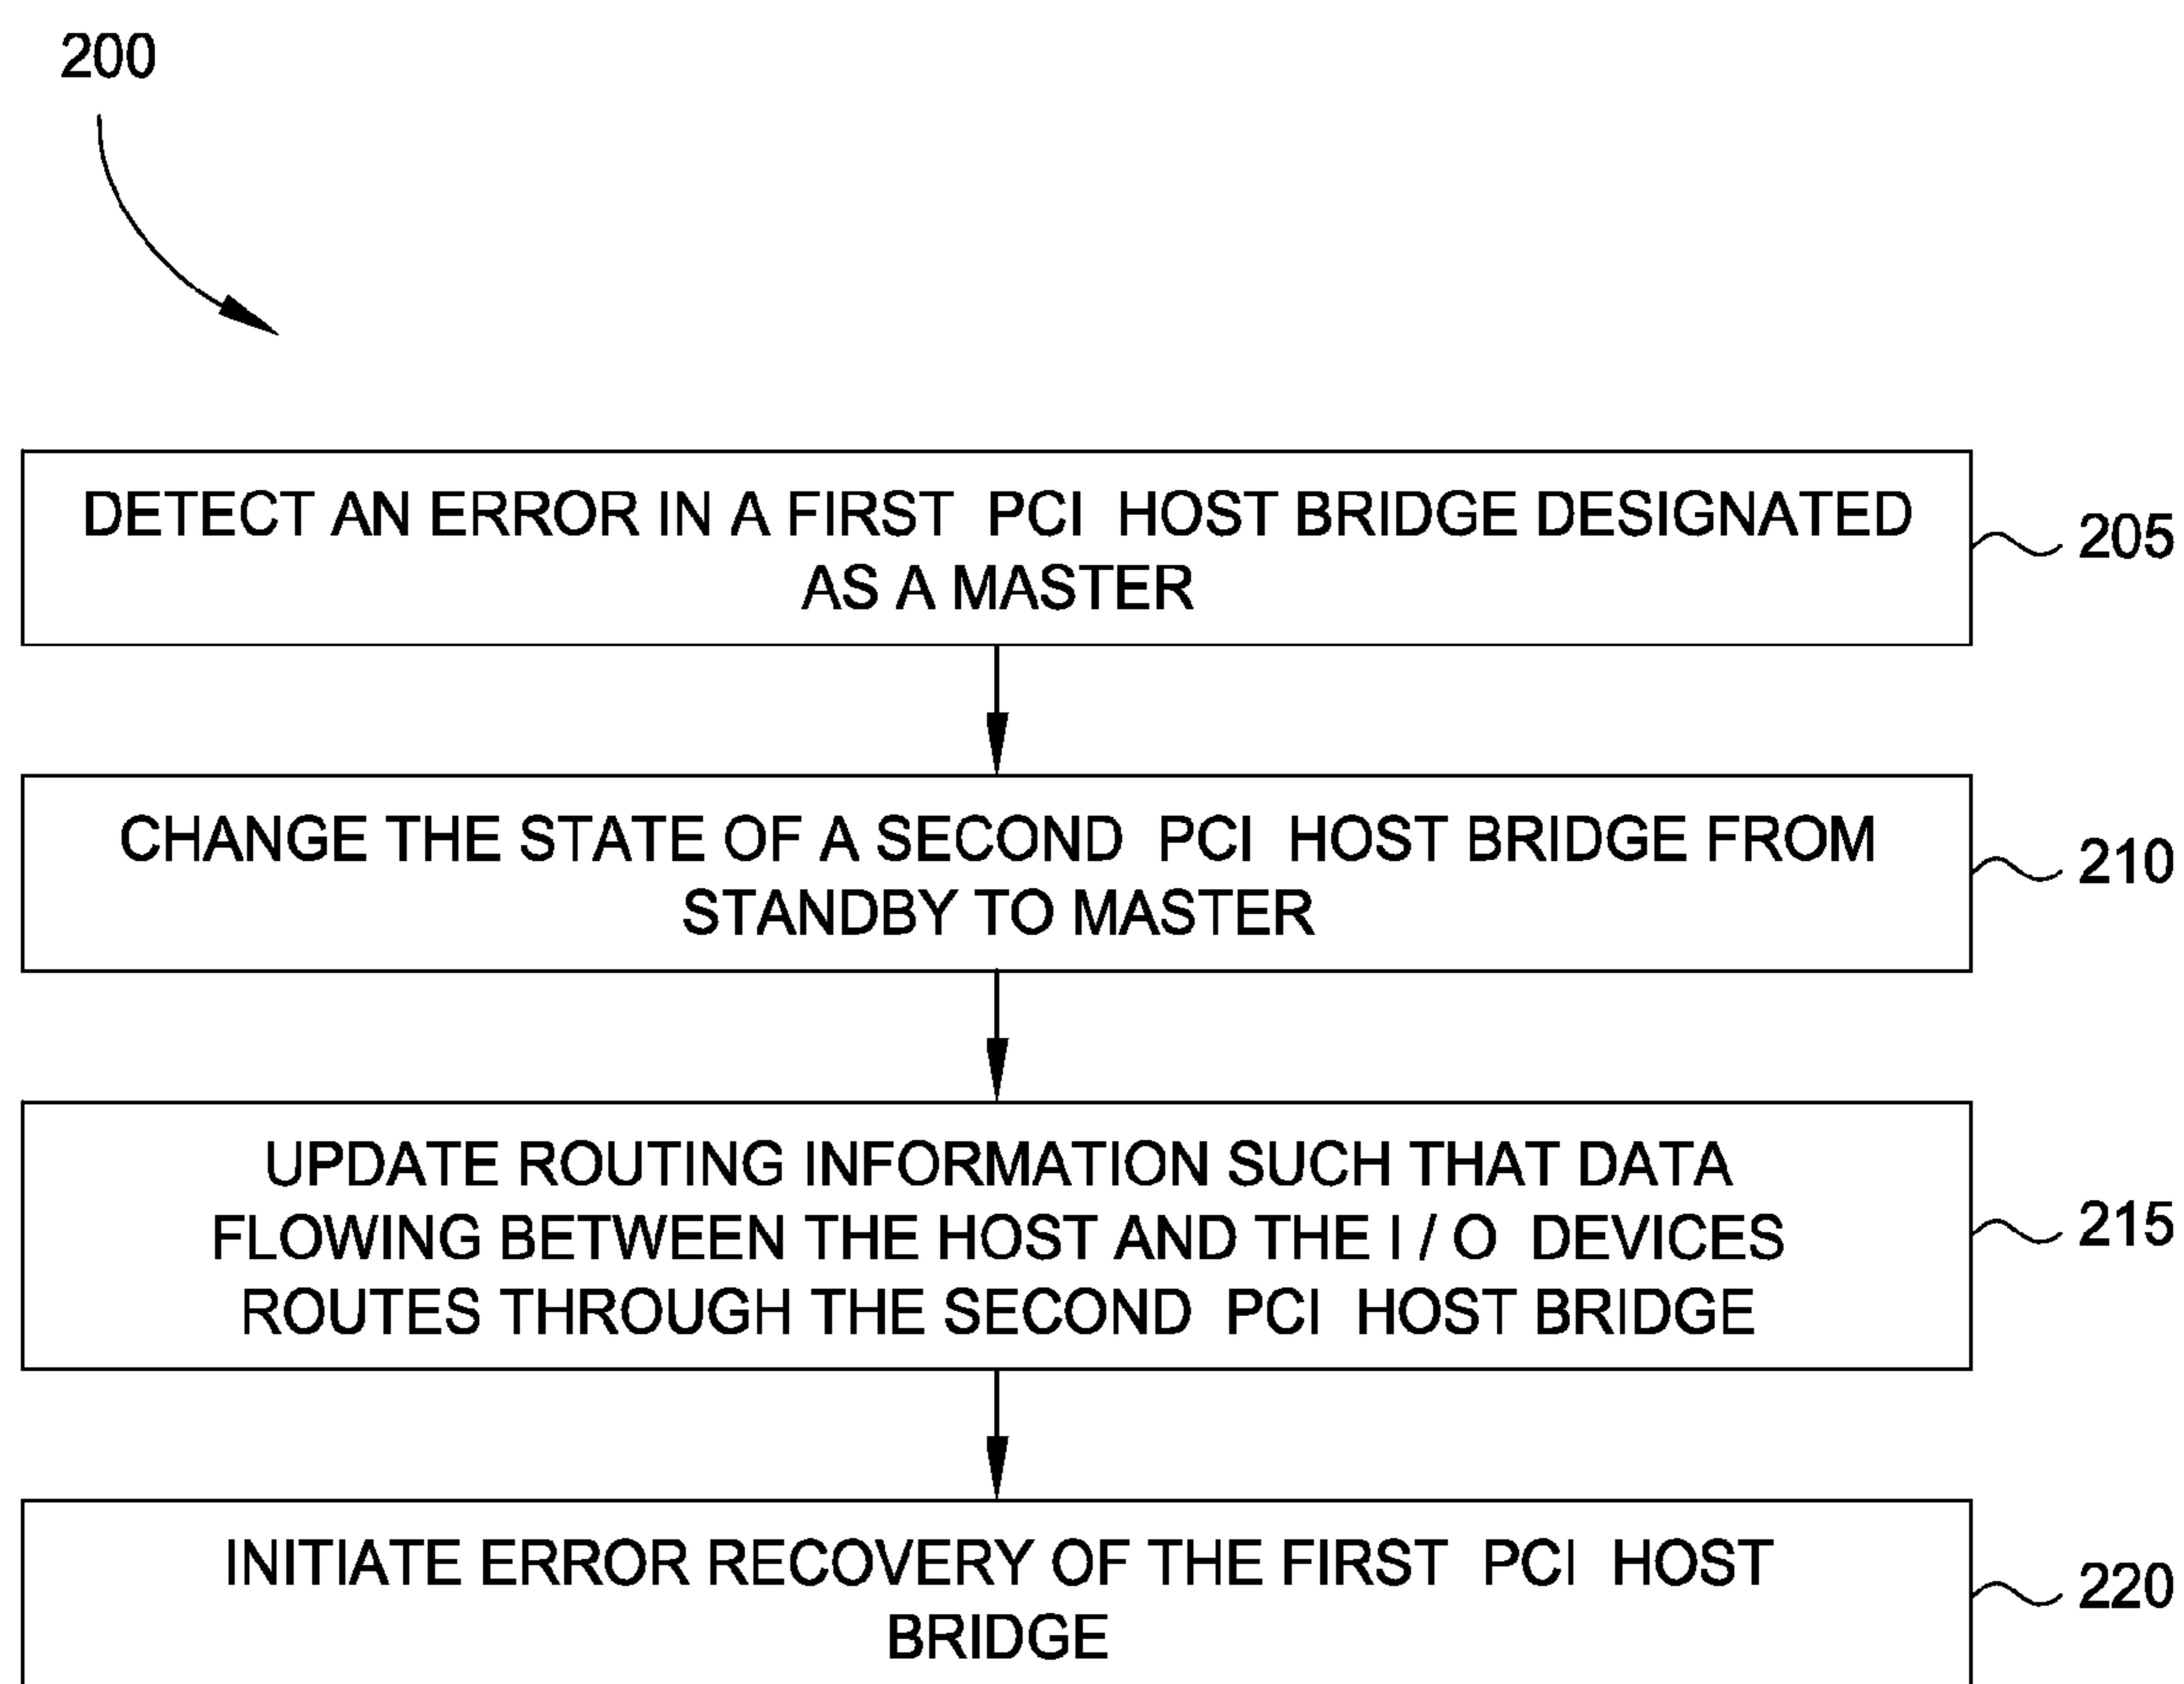 200
DETECT AN ERROR IN A FIRST PCI HOST BRIDGE DESIGNATED
AS A MASTER
205
CHANGE THE STATE OF A SECOND PCI HOST BRIDGE FROM
STANDBY TO MASTER
210
UPDATE ROUTING INFORMATION SUCH THAT DATA
FLOWING BETWEEN THE HOST AND THE I / O DEVICES
ROUTES THROUGH THE SECOND PCI HOST BRIDGE
215
INITIATE ERROR RECOVERY OF THE FIRST PCI HOST
BRIDGE
220